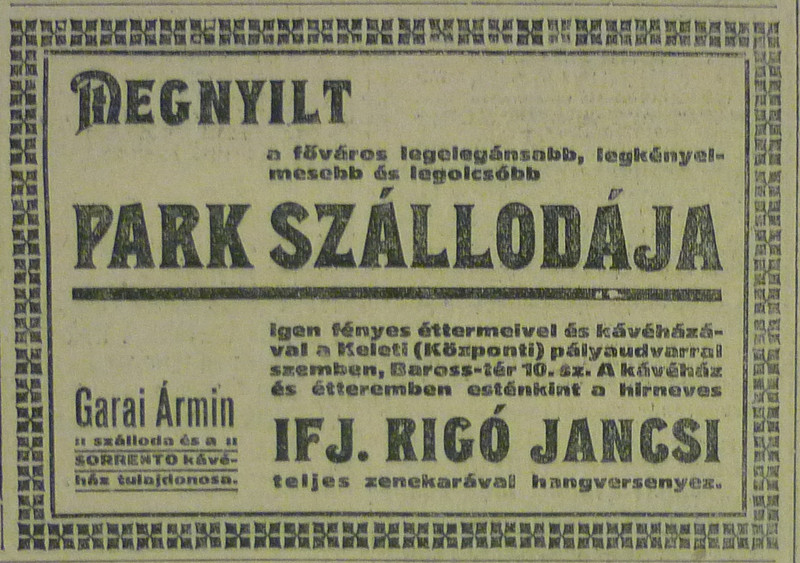 MEGNYILT
a főváros legelegánsabb, legkényel-
mesebb és legolcsóbb
PARK SZÁLLODÁJA
igen fényes éttermeivel és kávéházá-
val a Keleti (Központi) pályaudvarral
szemben, Baross-tér 10. sz. A kávéház
és étteremben esténkint a hirneves
IFJ. RIGÓ JANCSI
teljes zenekarával hangversenyez.
Garai Ármin
:: szálloda és a ::
SORRENTO kávé-
ház tulajdonosa.